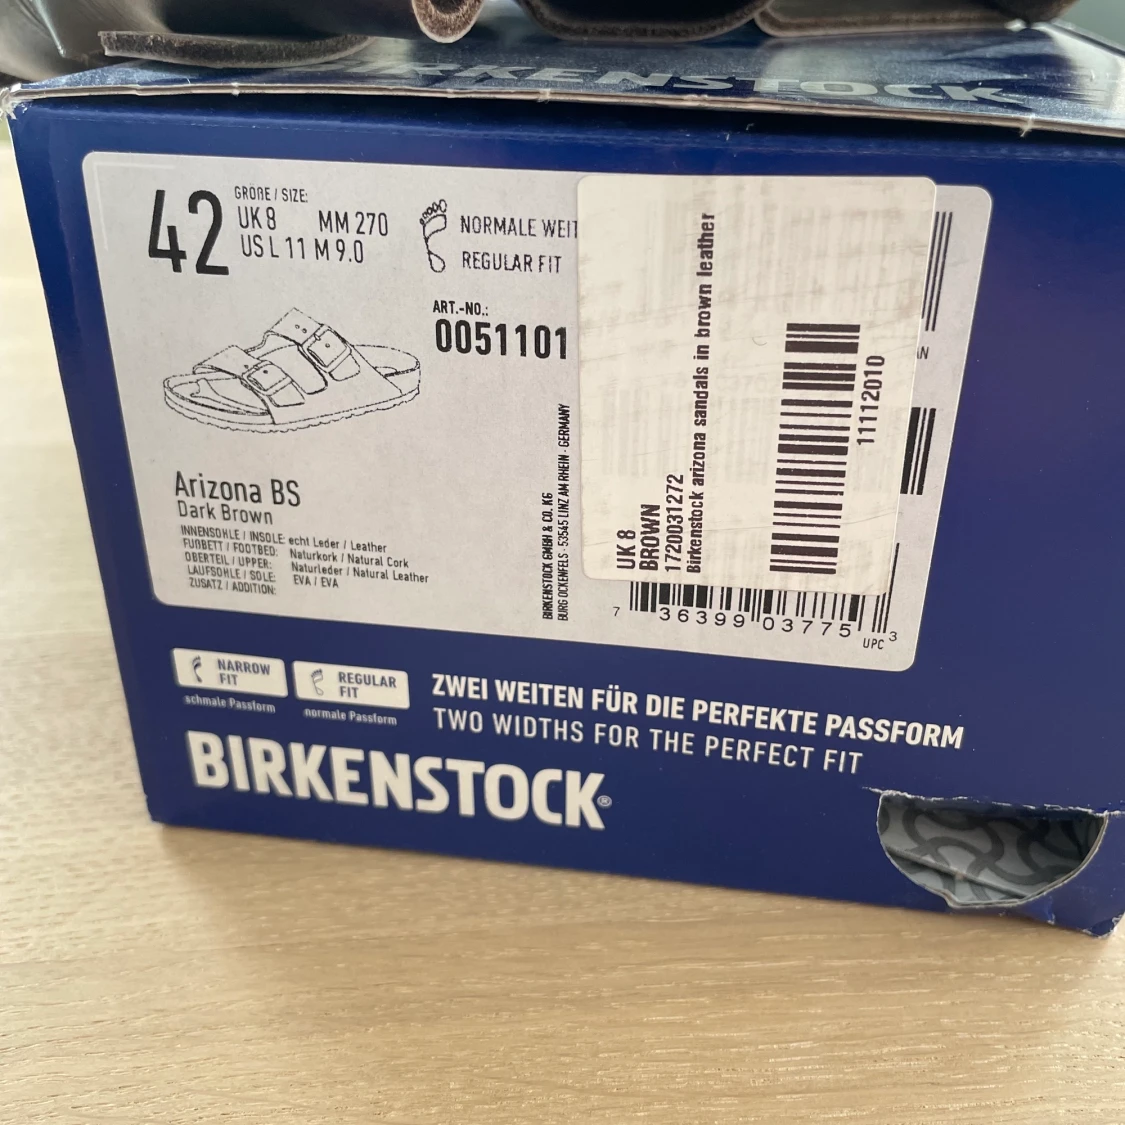 BIRKENSTOCK
42
GRÖßE / SIZE:
UK 8 MM 270
US L 11 M 9.0
NORMALE WEIT
REGULAR FIT
ART.-NO.:
0051101
Arizona BS
Dark Brown
INNENSOHLE / INSOLE: echt Leder / Leather
FUßBETT / FOOTBED: Naturkork / Natural Cork
OBERTEIL / UPPER: Naturleder / Natural Leather
LAUFSOHLE / SOLE: EVA / EVA
ZUSATZ / ADDITION:
BIRKENSTOCK GMBH & CO. KG
BURG OCKENFELS · 53545 LINZ AM RHEIN · GERMANY
UK 8
BROWN
1720031272
Birkenstock arizona sandals in brown leather
11112010
7 36399 03775 3
UPC
NARROW
FIT
schmale Passform
REGULAR
FIT
normale Passform
ZWEI WEITEN FÜR DIE PERFEKTE PASSFORM
TWO WIDTHS FOR THE PERFECT FIT
BIRKENSTOCK®